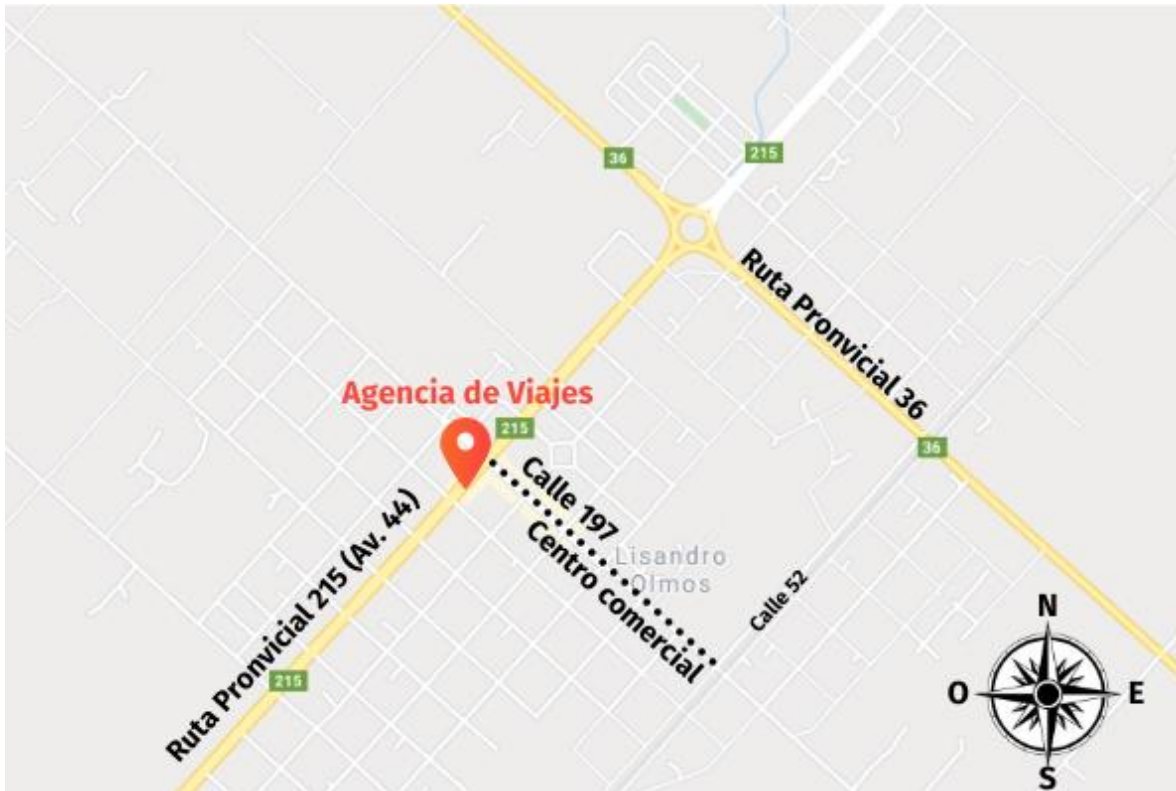 36
215
Ruta Pronvicial 36
Agencia de Viajes
215
36
Calle 197
Centro comercial
Lisandro
Olmos
Ruta Pronvicial 215 (Av. 44)
Calle 52
215
N
O
E
S